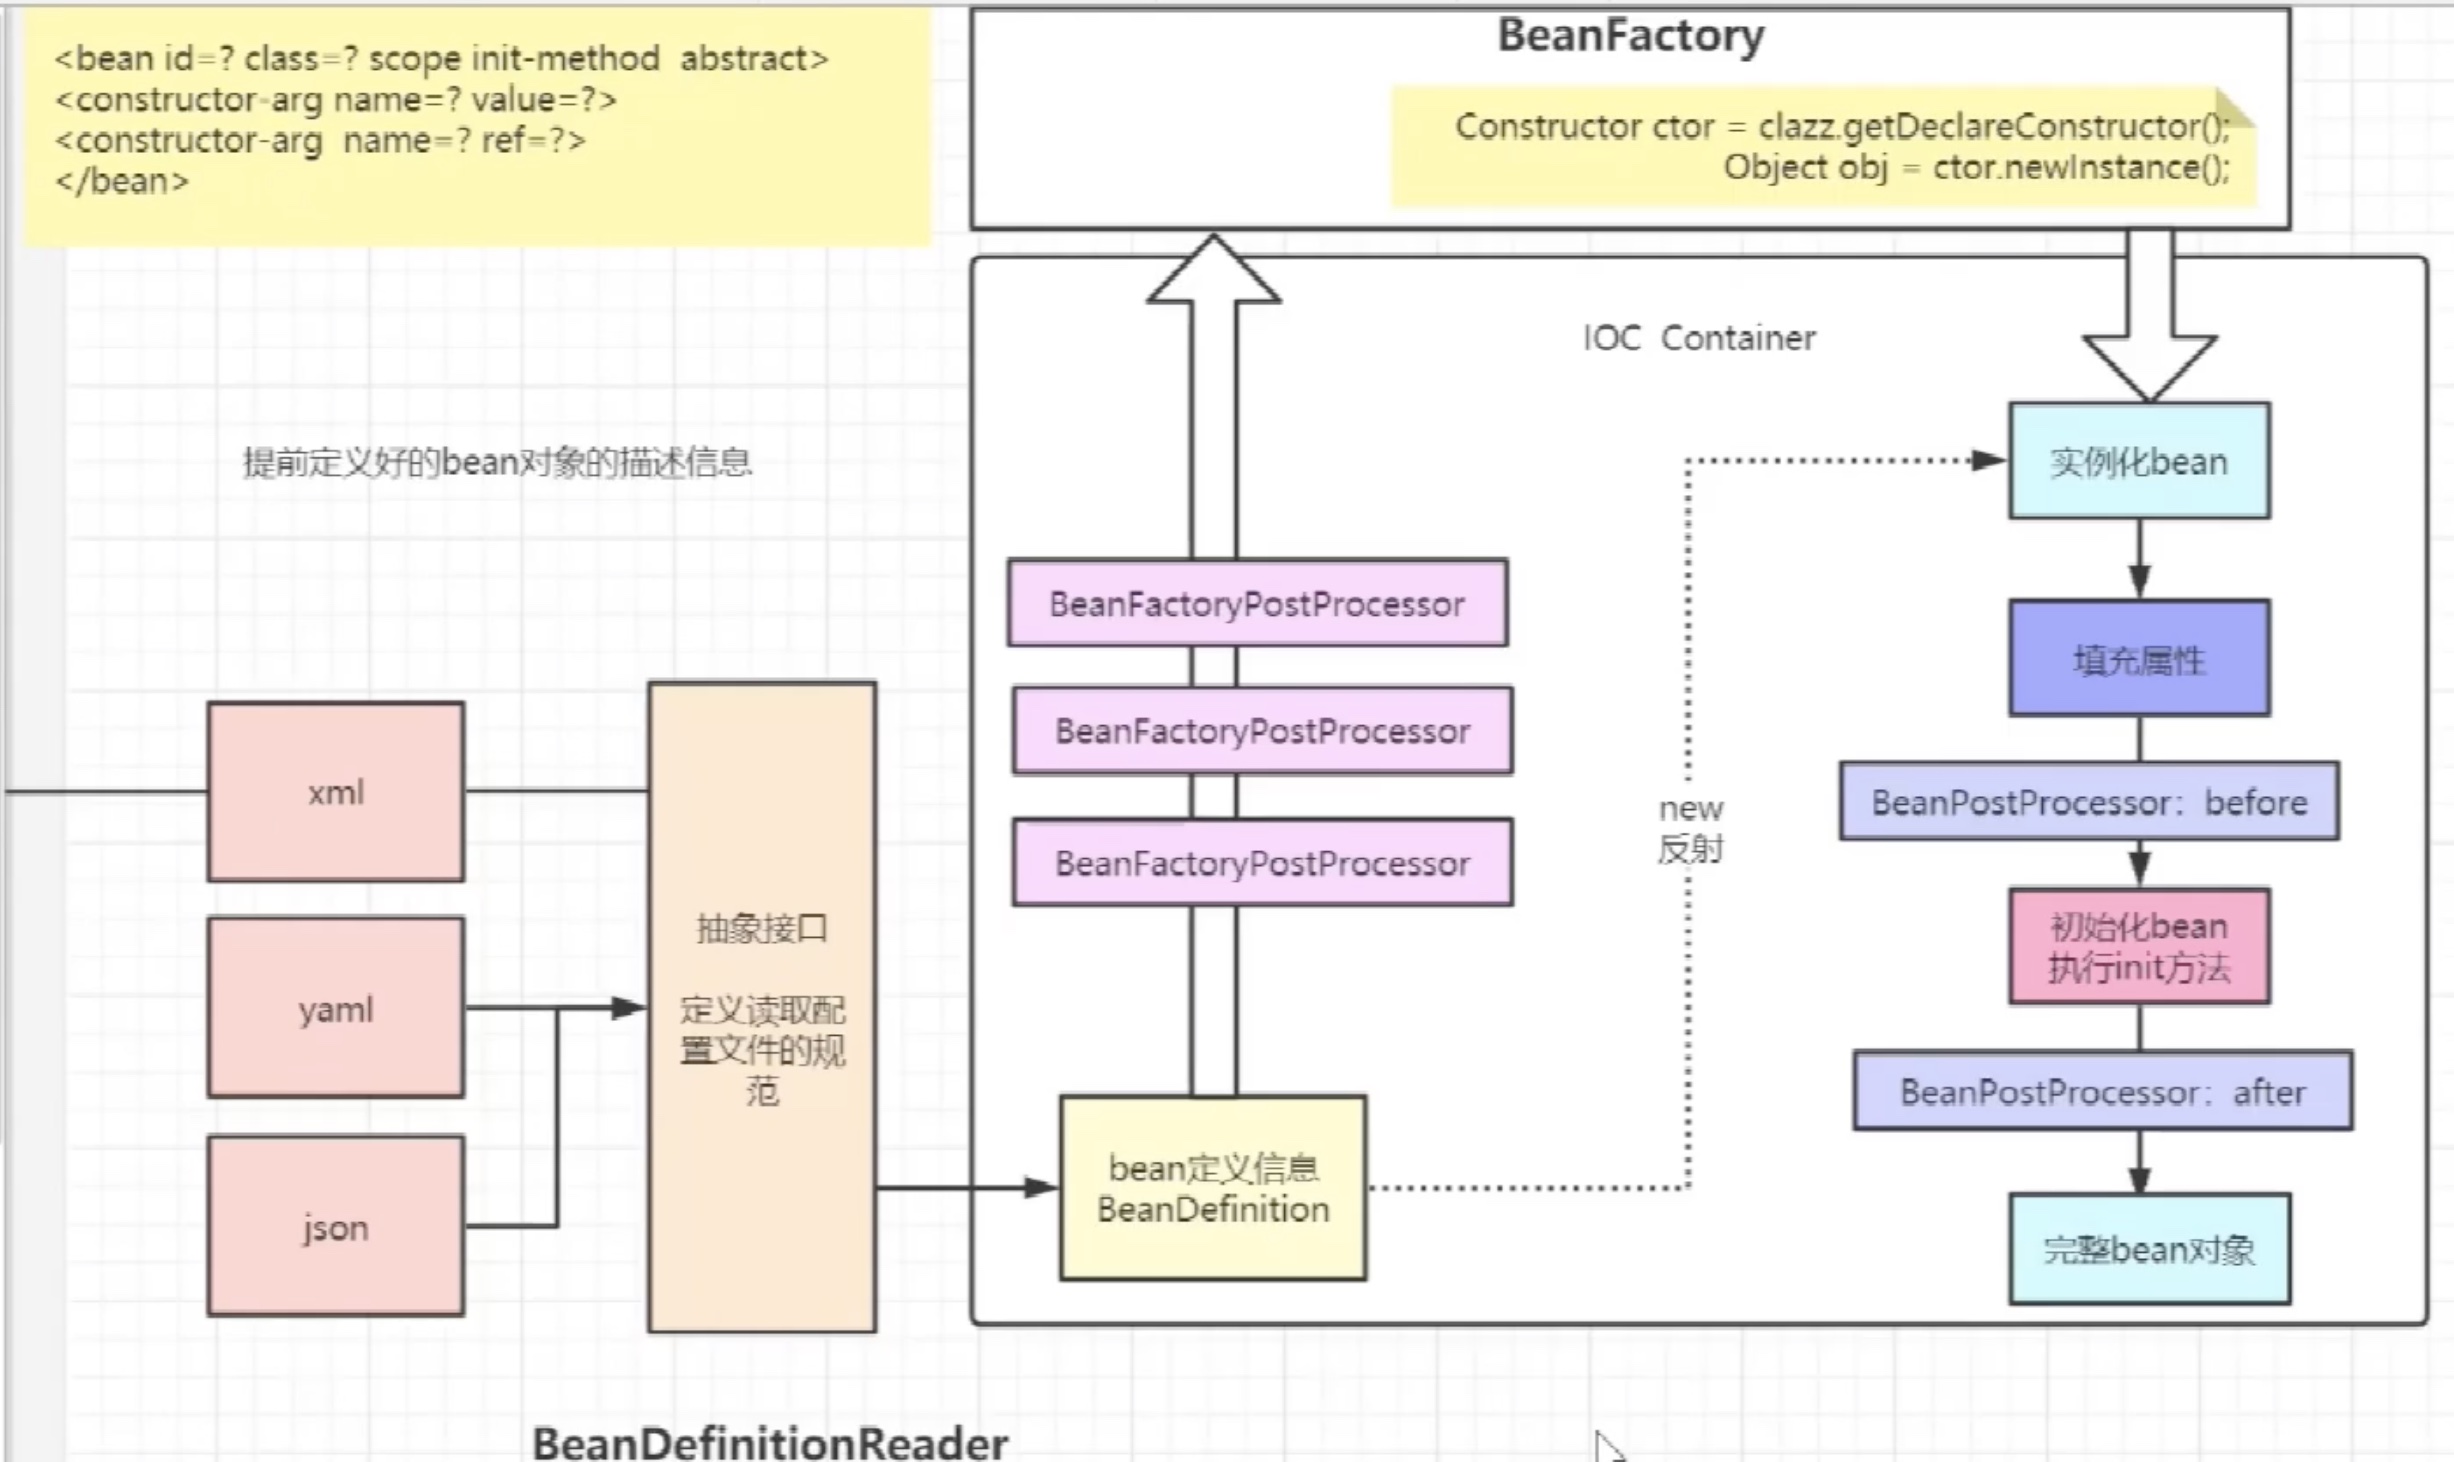 <bean id=? class=? scope init-method  abstract>
<constructor-arg name=? value=?>
<constructor-arg  name=? ref=?>
</bean>
BeanFactory
Constructor ctor = clazz.getDeclareConstructor();
Object obj = ctor.newInstance();
IOC  Container
提前定义好的bean对象的描述信息
xml
yaml
json
抽象接口
定义读取配
置文件的规
范
BeanFactoryPostProcessor
BeanFactoryPostProcessor
BeanFactoryPostProcessor
bean定义信息
BeanDefinition
new
反射
实例化bean
填充属性
BeanPostProcessor：before
初始化bean
执行init方法
BeanPostProcessor：after
完整bean对象
BeanDefinitionReader